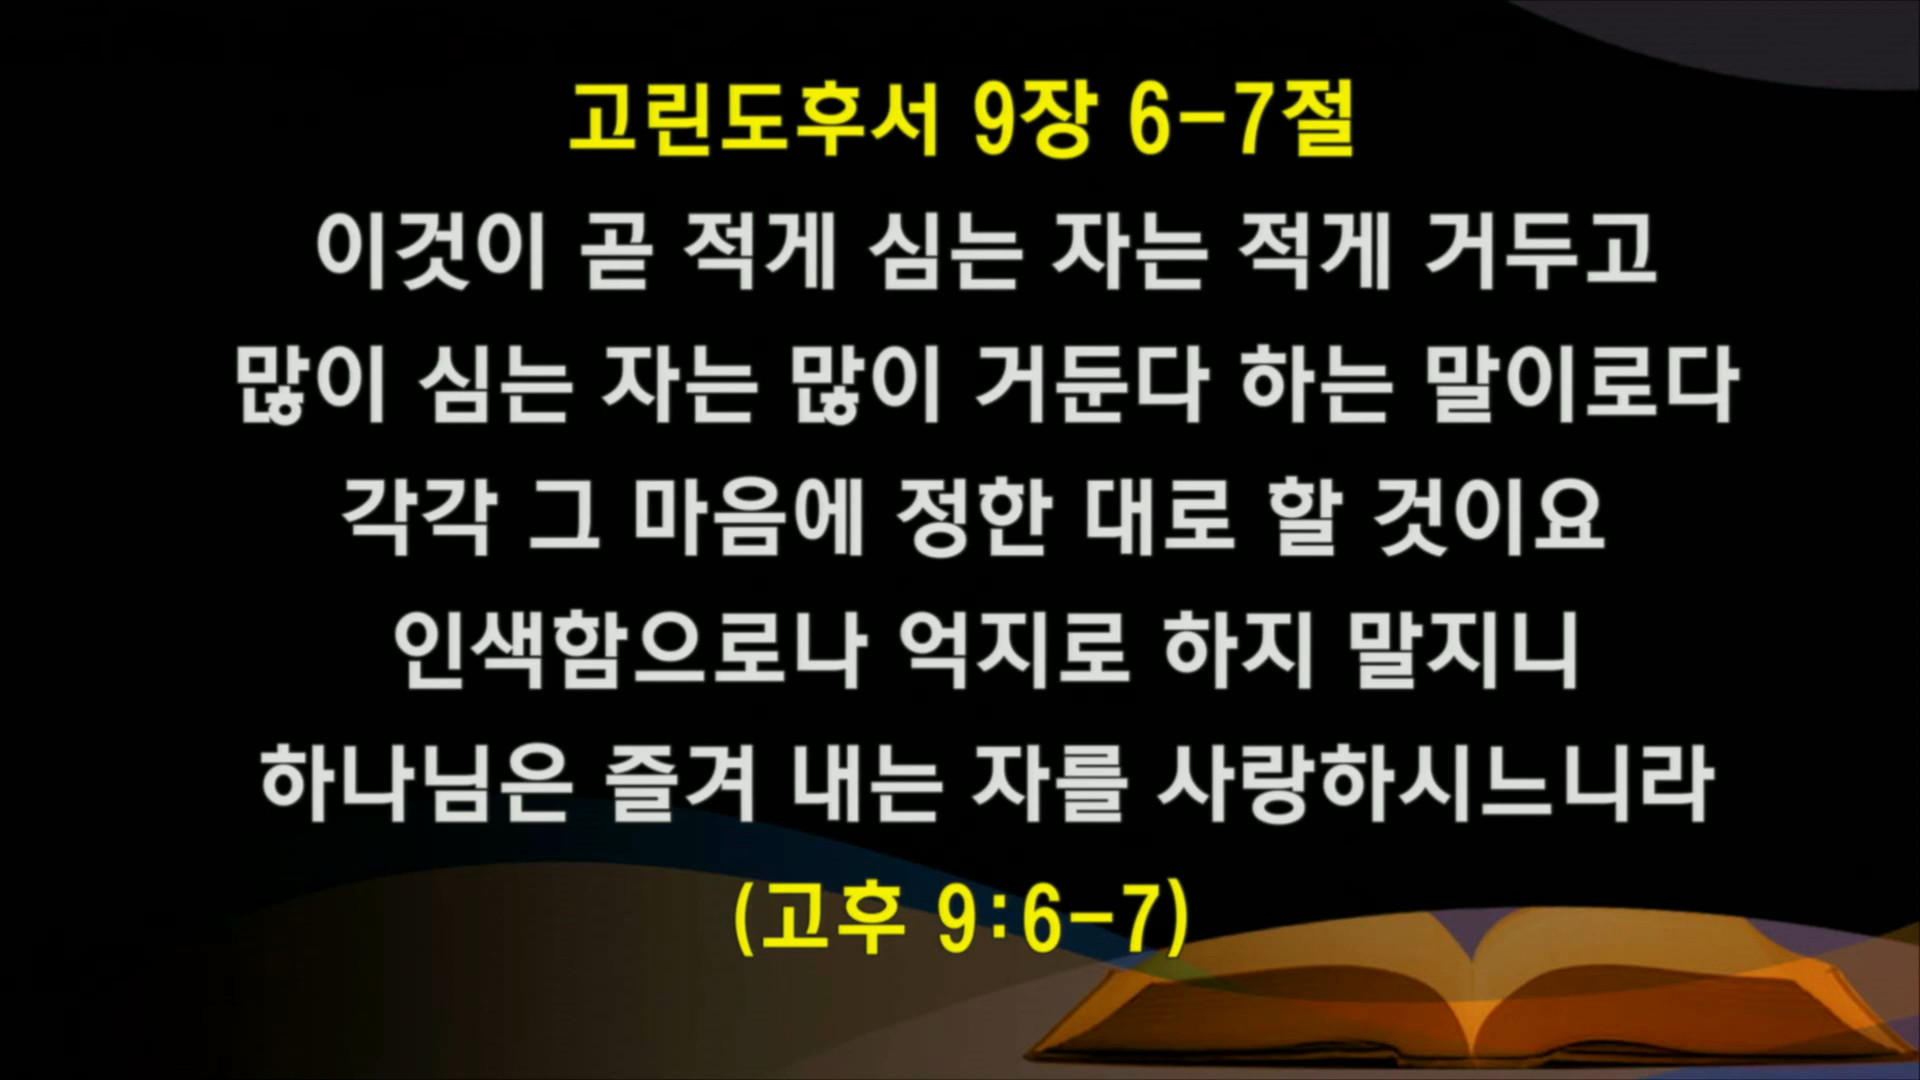 고린도후서 9장 6-7절
이것이 곧 적게 심는 자는 적게 거두고
많이 심는 자는 많이 거둔다 하는 말이로다
각각 그 마음에 정한 대로 할 것이요
인색함으로나 억지로 하지 말지니
하나님은 즐겨 내는 자를 사랑하시느니라
(고후 9:6-7)